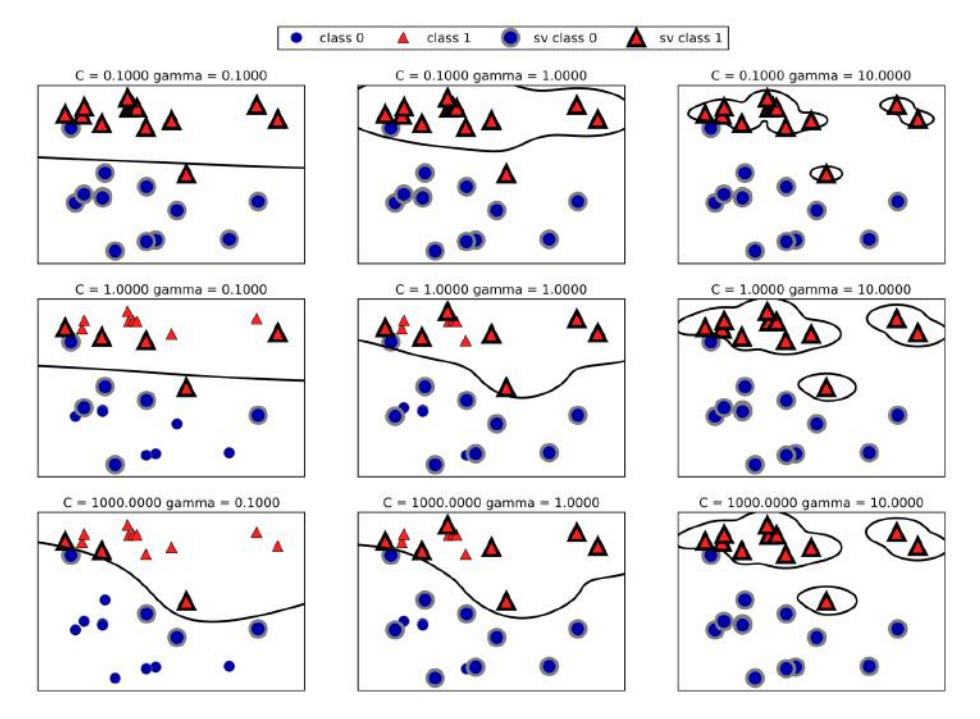 class 0 class 1 sv class 0 sv class 1
C = 0.1000 gamma = 0.1000
C = 0.1000 gamma = 1.0000
C = 0.1000 gamma = 10.0000
C = 1.0000 gamma = 0.1000
C = 1.0000 gamma = 1.0000
C = 1.0000 gamma = 10.0000
C = 1000.0000 gamma = 0.1000
C = 1000.0000 gamma = 1.0000
C = 1000.0000 gamma = 10.0000